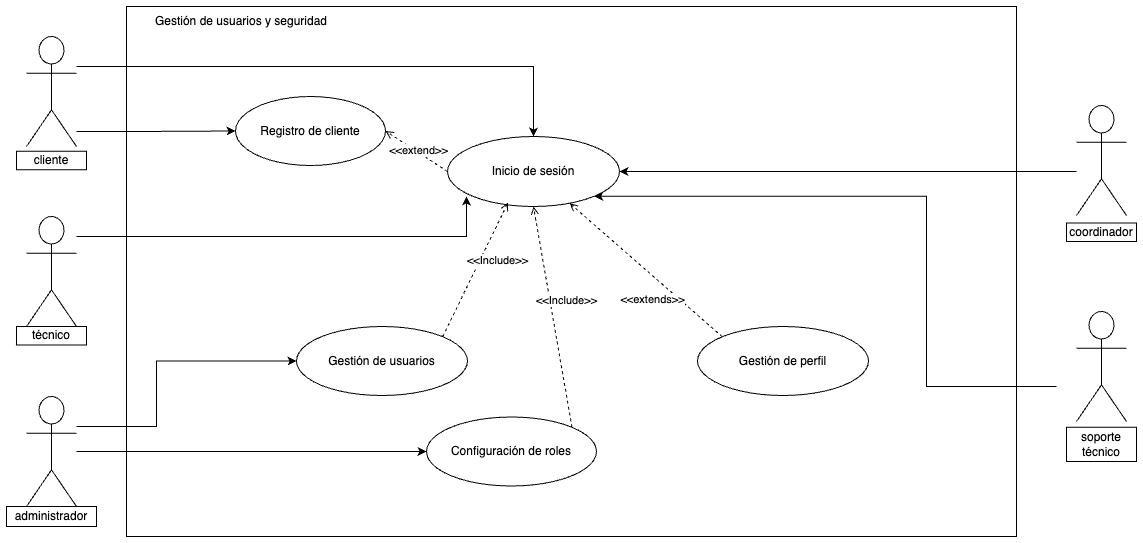 Gestión de usuarios y seguridad
cliente
Registro de cliente
<<extend>>
Inicio de sesión
coordinador
técnico
<<Include>>
<<Include>>
<<extends>>
Gestión de usuarios
Gestión de perfil
Configuración de roles
soporte
técnico
administrador